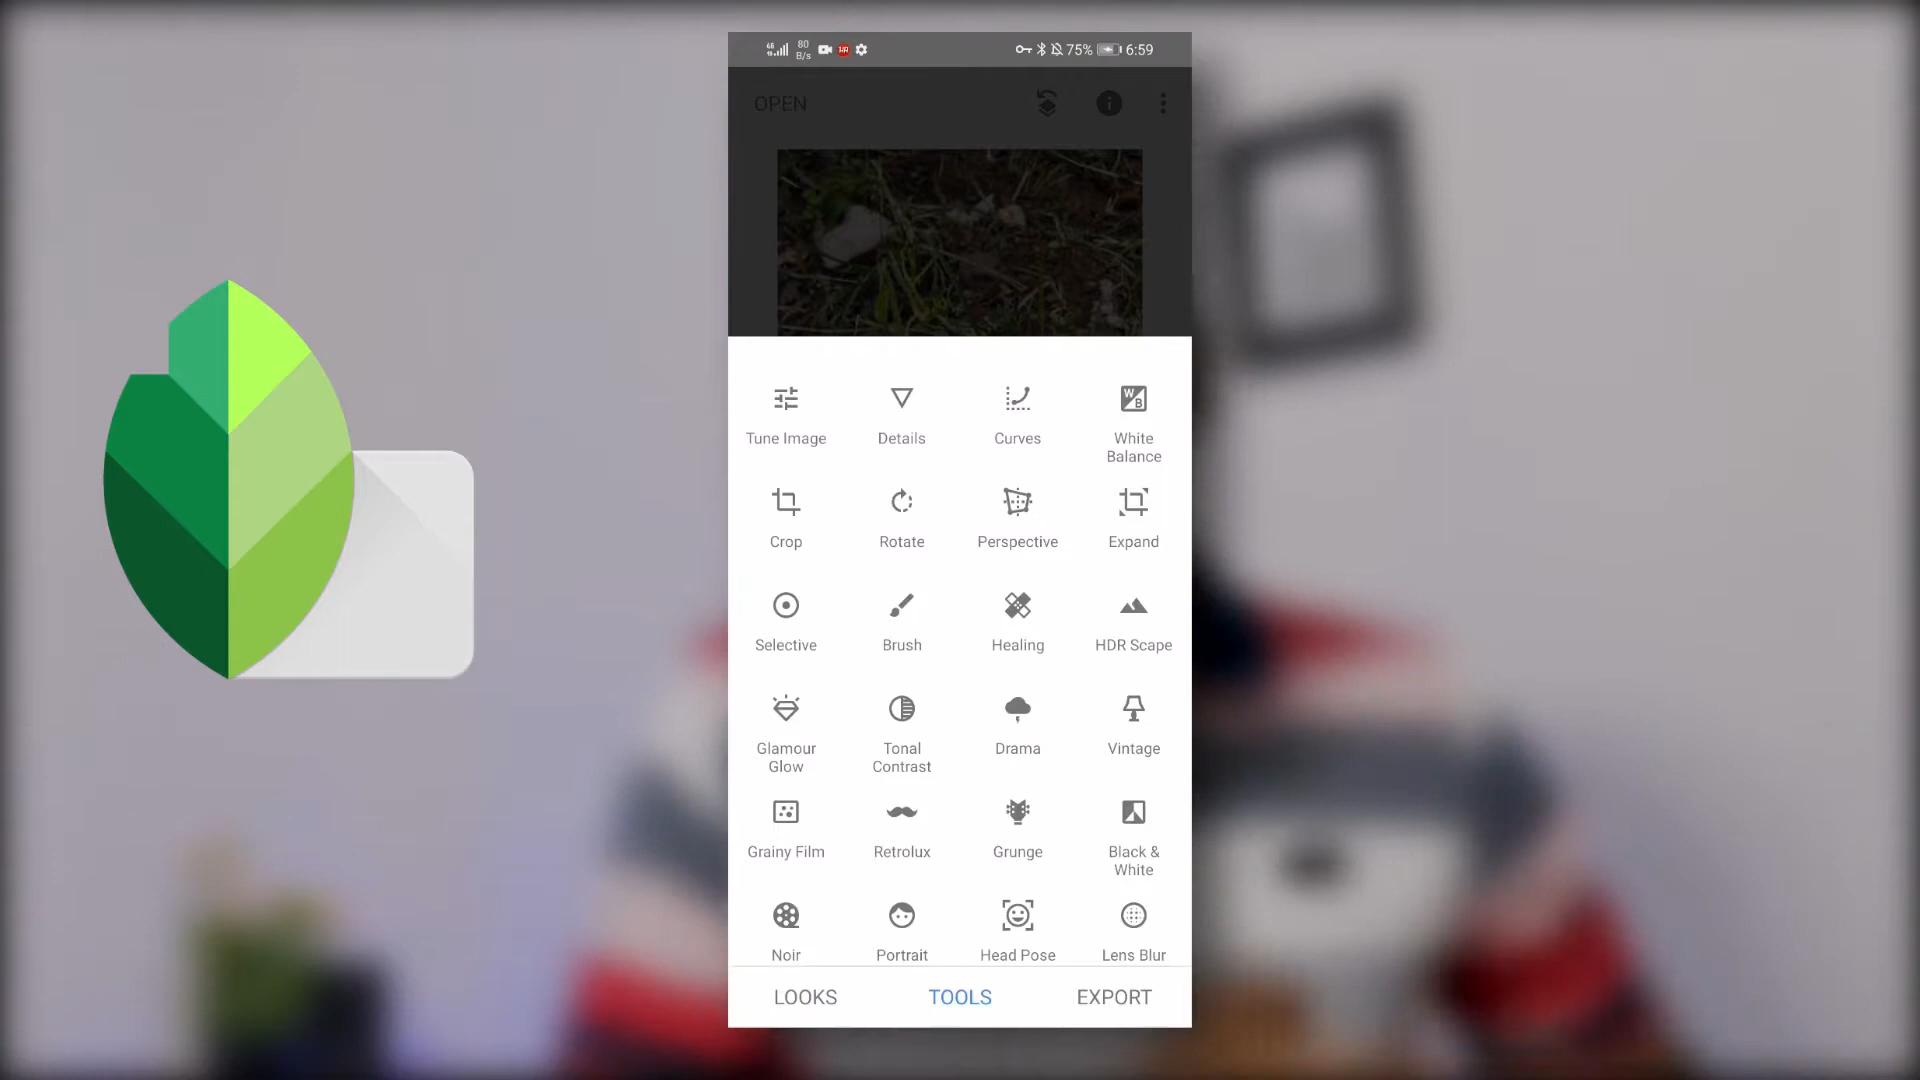 80
B/s
75%
6:59
OPEN
Tune Image
Details
Curves
W
B
White
Balance
Crop
Rotate
Perspective
Expand
Selective
Brush
Healing
HDR Scape
Glamour
Glow
Tonal
Contrast
Drama
Vintage
Grainy Film
Retrolux
Grunge
Black &
White
Noir
Portrait
Head Pose
Lens Blur
LOOKS
TOOLS
EXPORT